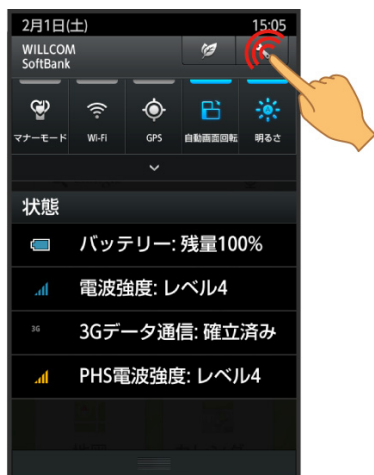 2月1日(土) 15:05
WILLCOM
SoftBank
マナーモード Wi-Fi GPS 自動画面回転 明るさ
状態
バッテリー: 残量100%
電波強度: レベル4
3G 3Gデータ通信: 確立済み
PHS電波強度: レベル4